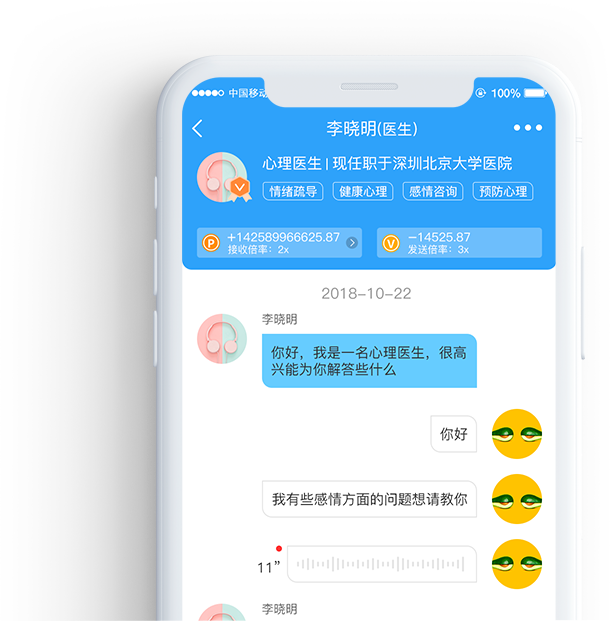 中国移动
100%
李晓明(医生)
心理医生 | 现任职于深圳北京大学医院
情绪疏导 健康心理 感情咨询 预防心理
P +142589966625.87
接收倍率：2x
V −14525.87
发送倍率：3x
2018-10-22
李晓明
你好，我是一名心理医生，很高
兴能为你解答些什么
你好
我有些感情方面的问题想请教你
11”
李晓明